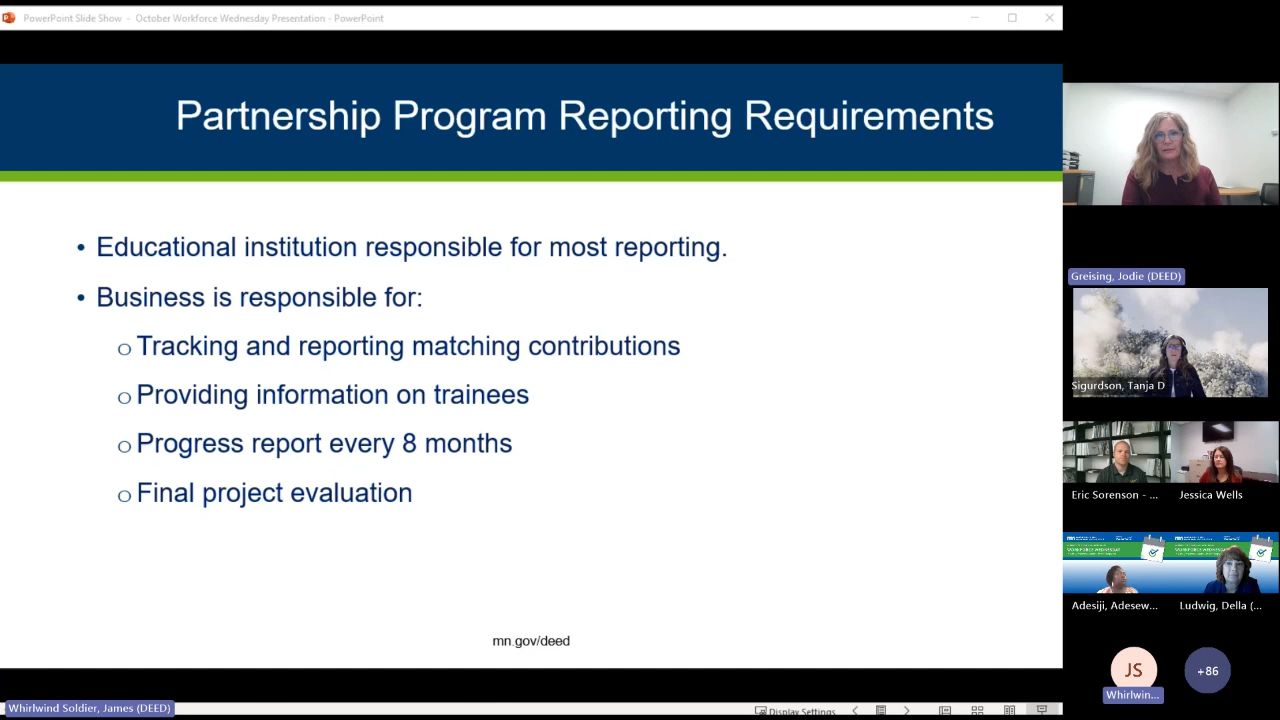 PowerPoint Slide Show - October Workforce Wednesday Presentation - PowerPoint
Partnership Program Reporting Requirements
• Educational institution responsible for most reporting.
• Business is responsible for:
o Tracking and reporting matching contributions
o Providing information on trainees
o Progress report every 8 months
o Final project evaluation
mn.gov/deed
Whirlwind Soldier, James (DEED)
Display Settings
Greising, Jodie (DEED)
Sigurdson, Tanja D
Eric Sorenson - ...
Jessica Wells
WORKFORCE WEDNESDAY
Adesiji, Adesew...
Ludwig, Della (...
JS
+86
Whirlwin...